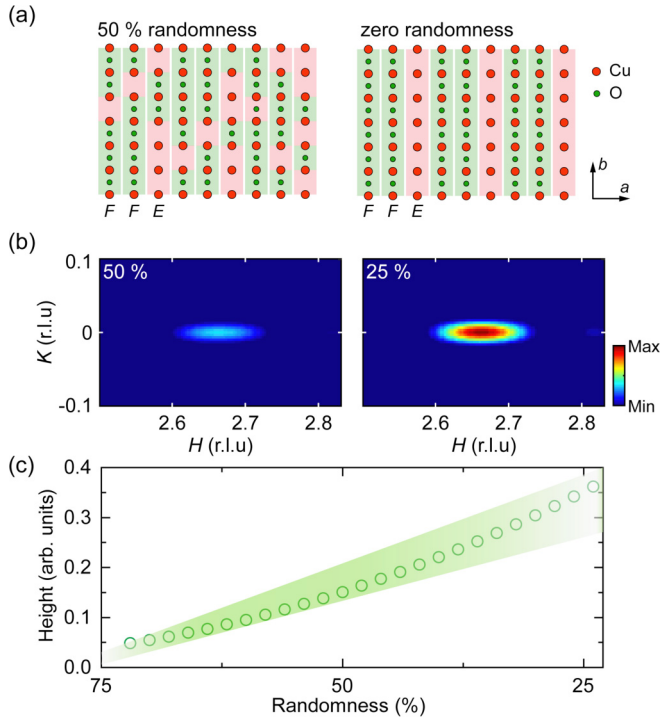 (a)
50 % randomness
zero randomness
Cu
O
b
a
F F E
F F E
(b)
50 %
25 %
0.1
0
-0.1
K (r.l.u)
2.6 2.7 2.8
2.6 2.7 2.8
H (r.l.u)
H (r.l.u)
Max
Min
(c)
0.4
0.3
0.2
0.1
0.0
Height (arb. units)
75 50 25
Randomness (%)